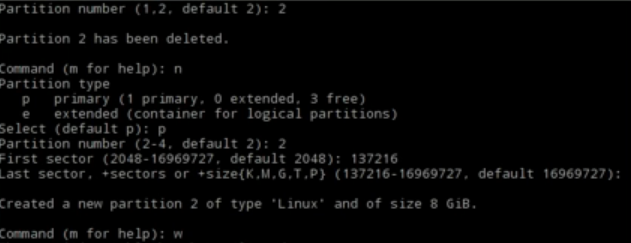 Partition number (1,2, default 2): 2
Partition 2 has been deleted.
Command (m for help): n
Partition type
p primary (1 primary, 0 extended, 3 free)
e extended (container for logical partitions)
Select (default p): p
Partition number (2-4, default 2): 2
First sector (2048-16969727, default 2048): 137216
Last sector, +sectors or +size{K,M,G,T,P} (137216-16969727, default 16969727):
Created a new partition 2 of type 'Linux' and of size 8 GiB.
Command (m for help): w